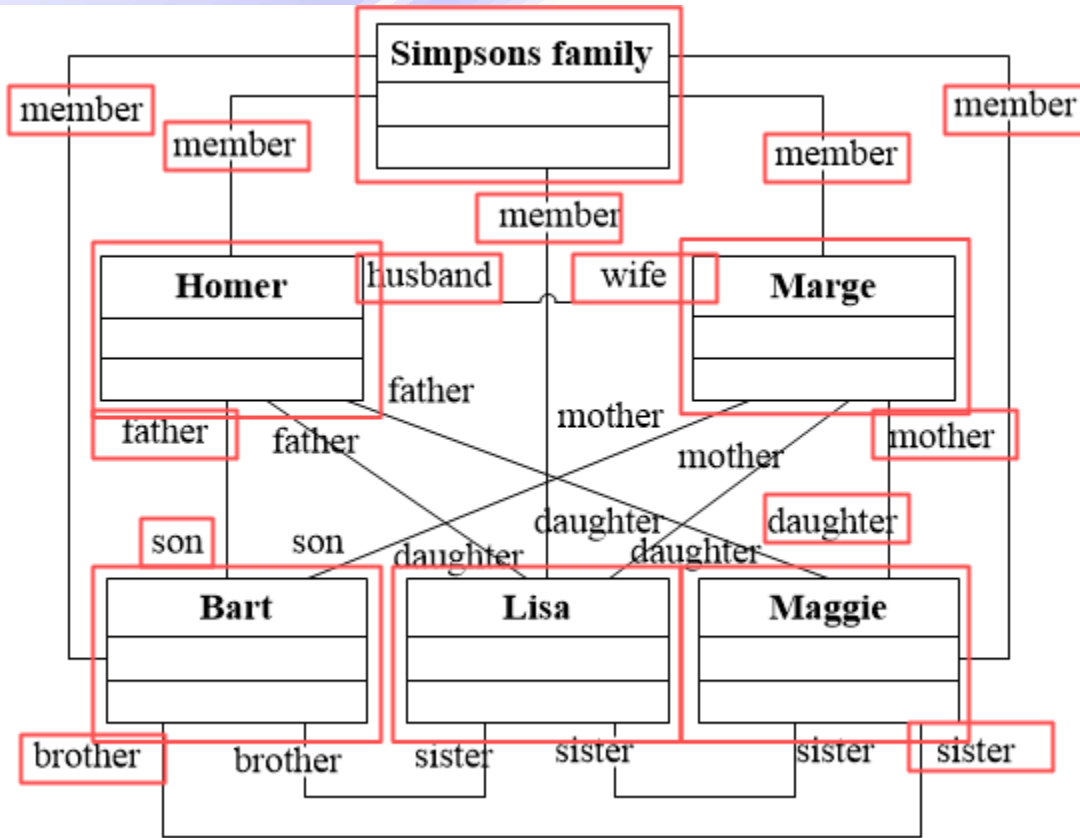 Simpsons family
member
member
member
member
member
Homer
husband
wife
Marge
father
mother
father
father
mother
mother
son
son
daughter
daughter
daughter
daughter
Bart
Lisa
Maggie
brother
brother
sister
sister
sister
sister